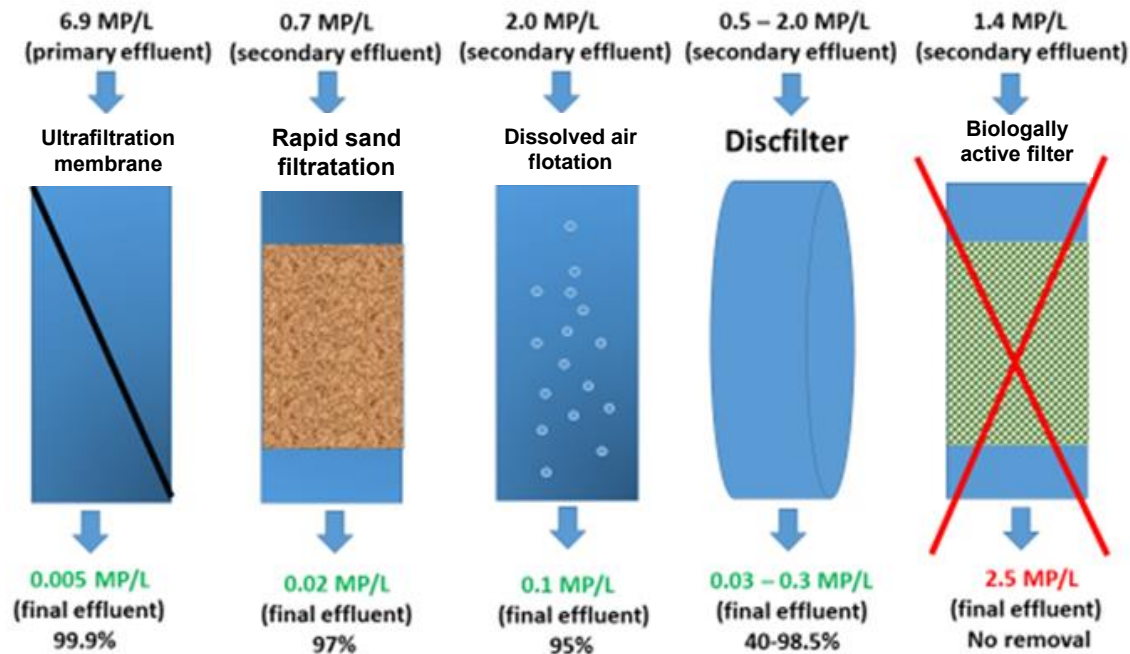 6.9 MP/L
(primary effluent)
0.7 MP/L
(secondary effluent)
2.0 MP/L
(secondary effluent)
0.5 – 2.0 MP/L
(secondary effluent)
1.4 MP/L
(secondary effluent)
Ultrafiltration
membrane
Rapid sand
filtratation
Dissolved air
flotation
Discfilter
Biologally
active filter
0.005 MP/L
(final effluent)
99.9%
0.02 MP/L
(final effluent)
97%
0.1 MP/L
(final effluent)
95%
0.03 – 0.3 MP/L
(final effluent)
40-98.5%
2.5 MP/L
(final effluent)
No removal